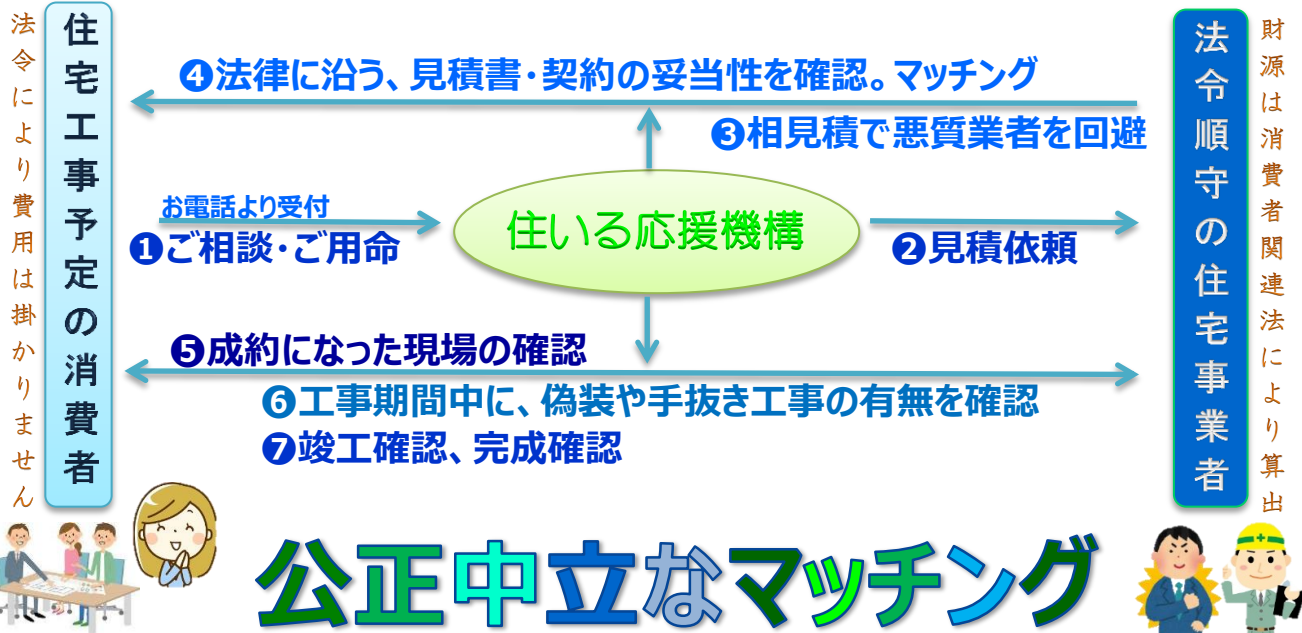 法令により費用は掛かりません
住宅工事予定の消費者
❹法律に沿う、見積書・契約の妥当性を確認。マッチング
❸相見積で悪質業者を回避
お電話より受付
❶ご相談・ご用命
住いる応援機構
❷見積依頼
❺成約になった現場の確認
❻工事期間中に、偽装や手抜き工事の有無を確認
❼竣工確認、完成確認
法令順守の住宅事業者
財源は消費者関連法により算出
公正中立なマッチング